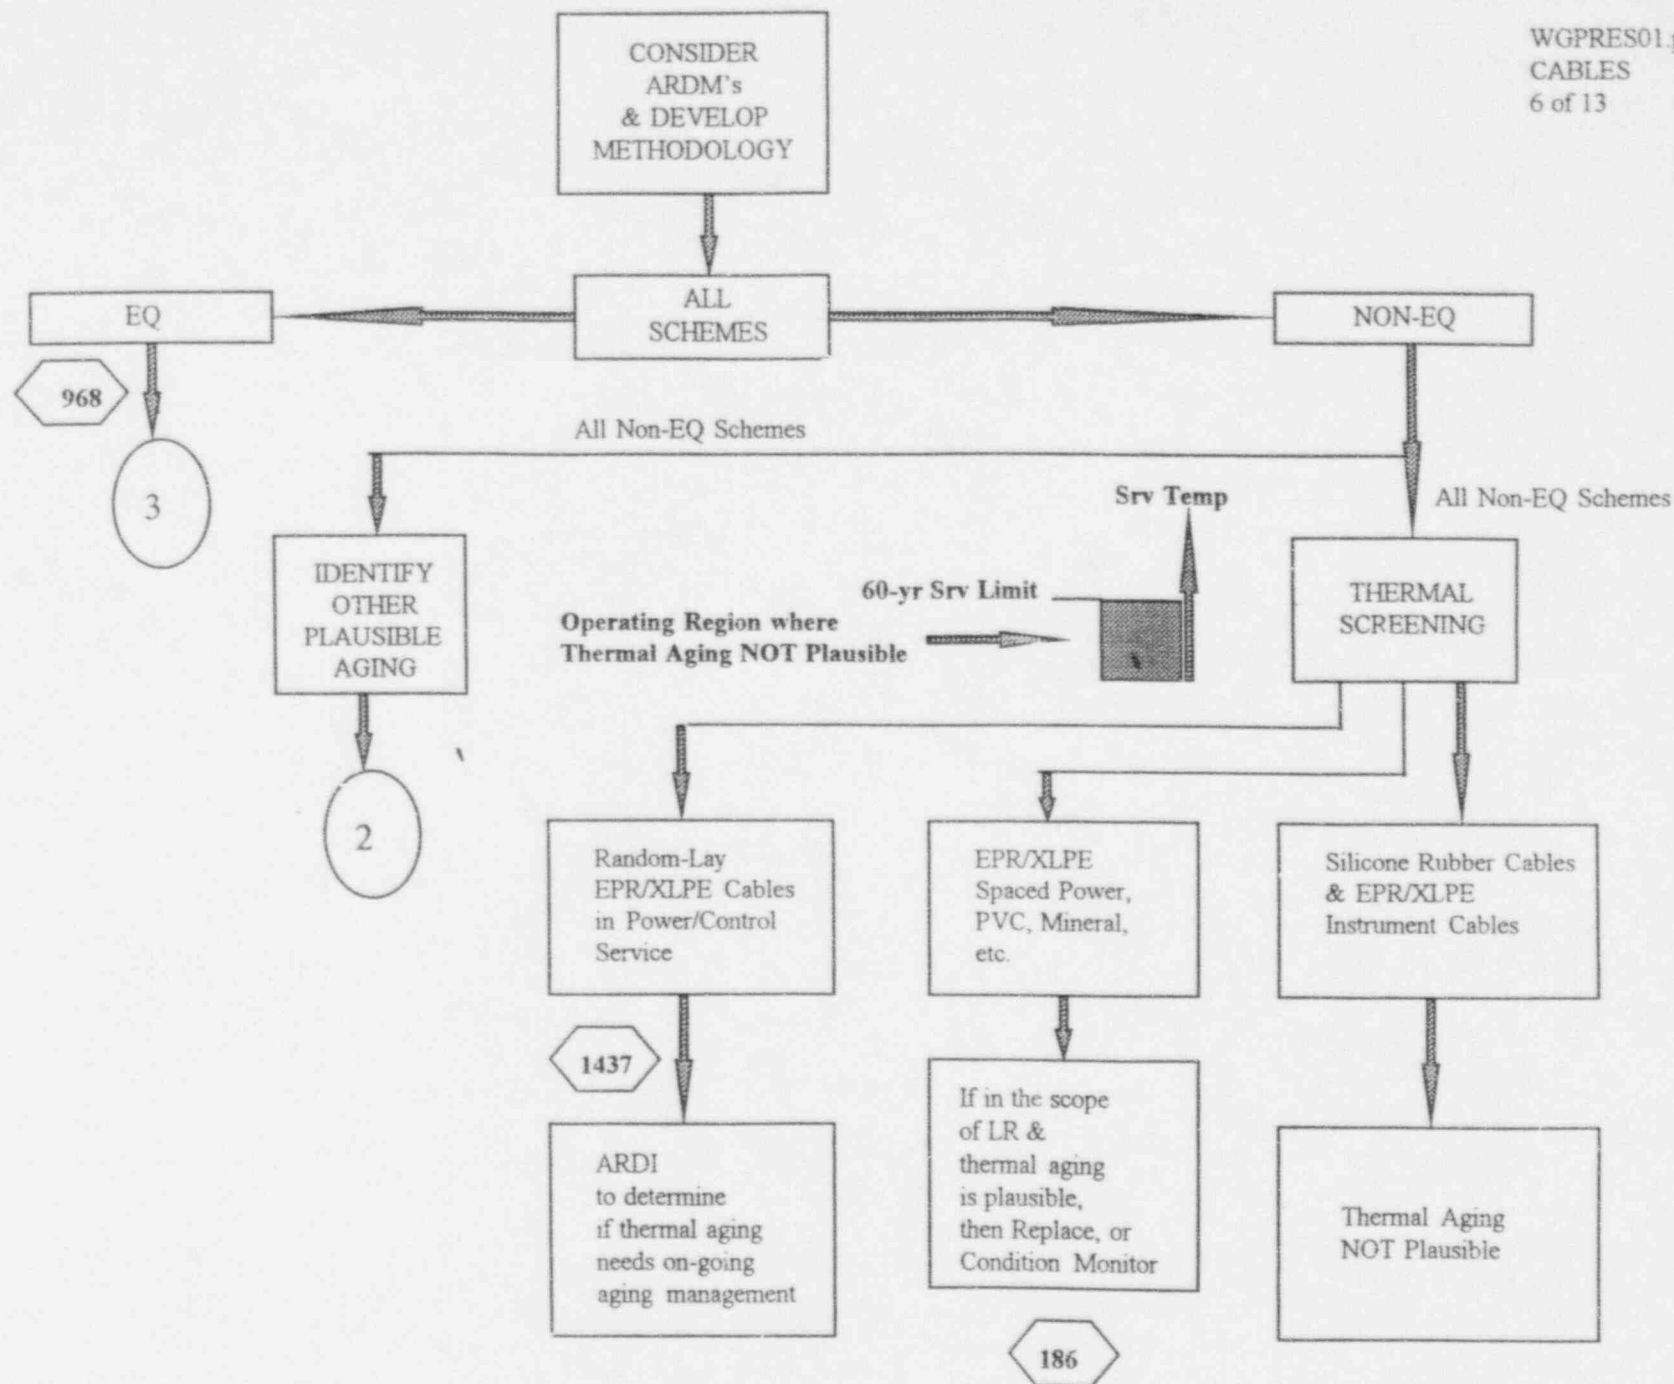 WGPRES01.
CABLES
6 of 13
CONSIDER
ARDM's
& DEVELOP
METHODOLOGY
ALL
SCHEMES
EQ
NON-EQ
968
3
All Non-EQ Schemes
All Non-EQ Schemes
Srv Temp
60-yr Srv Limit
Operating Region where
Thermal Aging NOT Plausible
IDENTIFY
OTHER
PLAUSIBLE
AGING
THERMAL
SCREENING
2
Random-Lay
EPR/XLPE Cables
in Power/Control
Service
EPR/XLPE
Spaced Power,
PVC, Mineral,
etc.
Silicone Rubber Cables
& EPR/XLPE
Instrument Cables
1437
ARDI
to determine
if thermal aging
needs on-going
aging management
If in the scope
of LR &
thermal aging
is plausible,
then Replace, or
Condition Monitor
Thermal Aging
NOT Plausible
186